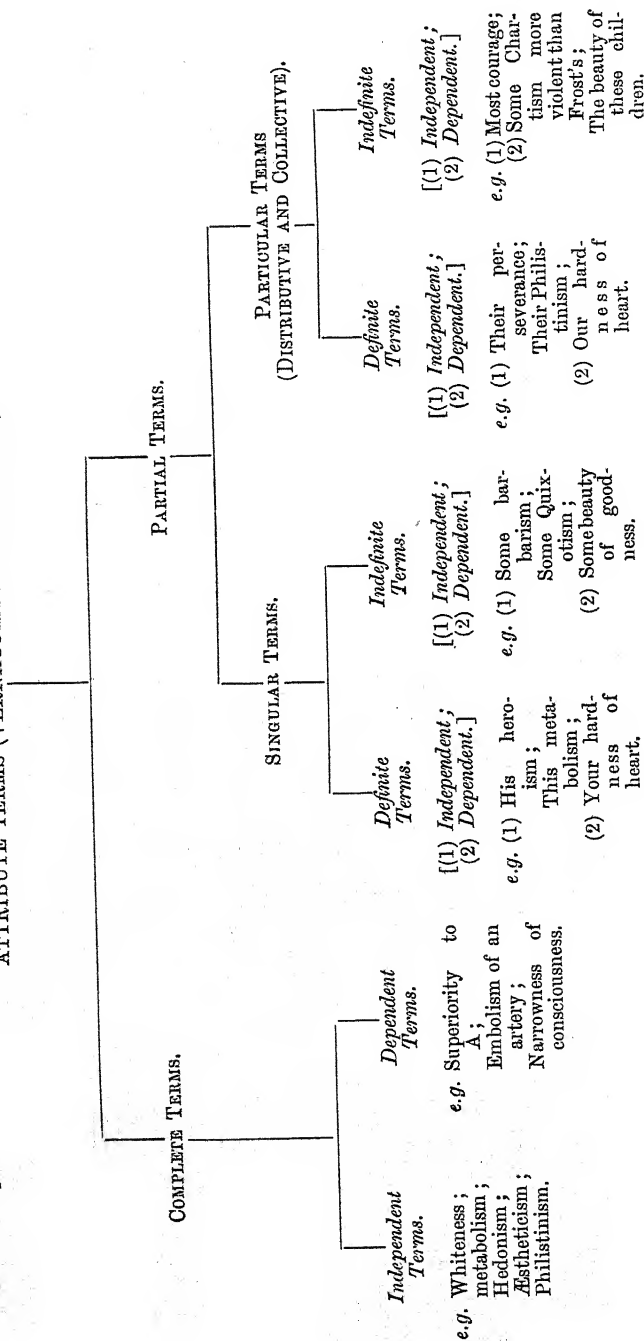 ATTRIBUTE TERMS
PARTIAL TERMS.
COMPLETE TERMS.
SINGULAR TERMS.
PARTICULAR TERMS
(DISTRIBUTIVE AND COLLECTIVE).
Independent
Terms.
e.g. Whiteness;
metabolism;
Hedonism;
Æstheticism;
Philistinism.
Dependent
Terms.
e.g. Superiority to
A;
Embolism of an
artery;
Narrowness of
consciousness.
Definite
Terms.
[(1) Independent;
(2) Dependent.]
e.g. (1) His hero-
ism;
This meta-
bolism;
(2) Your hard-
ness of
heart.
Indefinite
Terms.
[(1) Independent;
(2) Dependent.]
e.g. (1) Some bar-
barism;
Some Quix-
otism;
(2) Some beauty
of good-
ness.
Definite
Terms.
[(1) Independent;
(2) Dependent.]
e.g. (1) Their per-
severance;
Their Philis-
tinism;
(2) Our hard-
ness of
heart.
Indefinite
Terms.
[(1) Independent;
(2) Dependent.]
e.g. (1) Most courage;
(2) Some Char-
tism more
violent than
Frost's;
The beauty of
these chil-
dren.